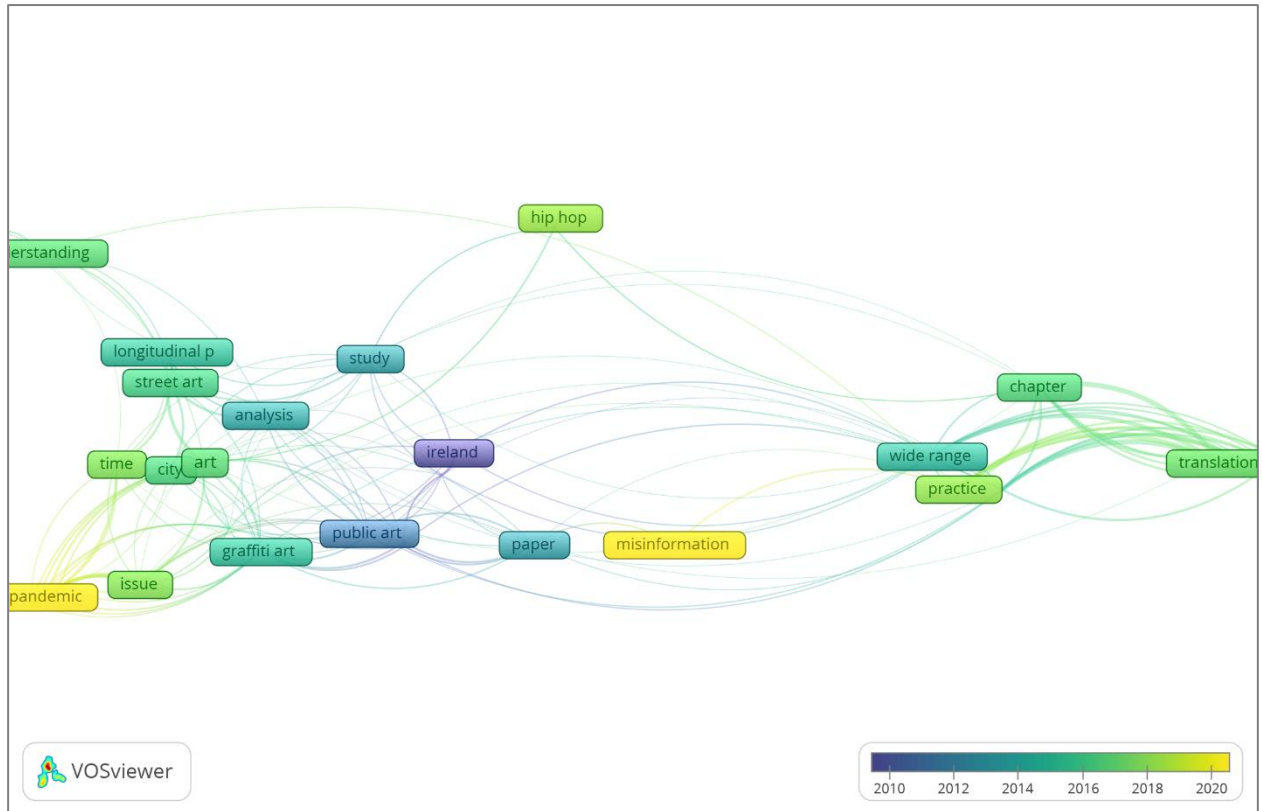 hip hop
erstanding
longitudinal p
study
street art
chapter
analysis
ireland
wide range
time
city
art
translation
practice
public art
paper
misinformation
graffiti art
issue
pandemic
VOSviewer
2010 2012 2014 2016 2018 2020